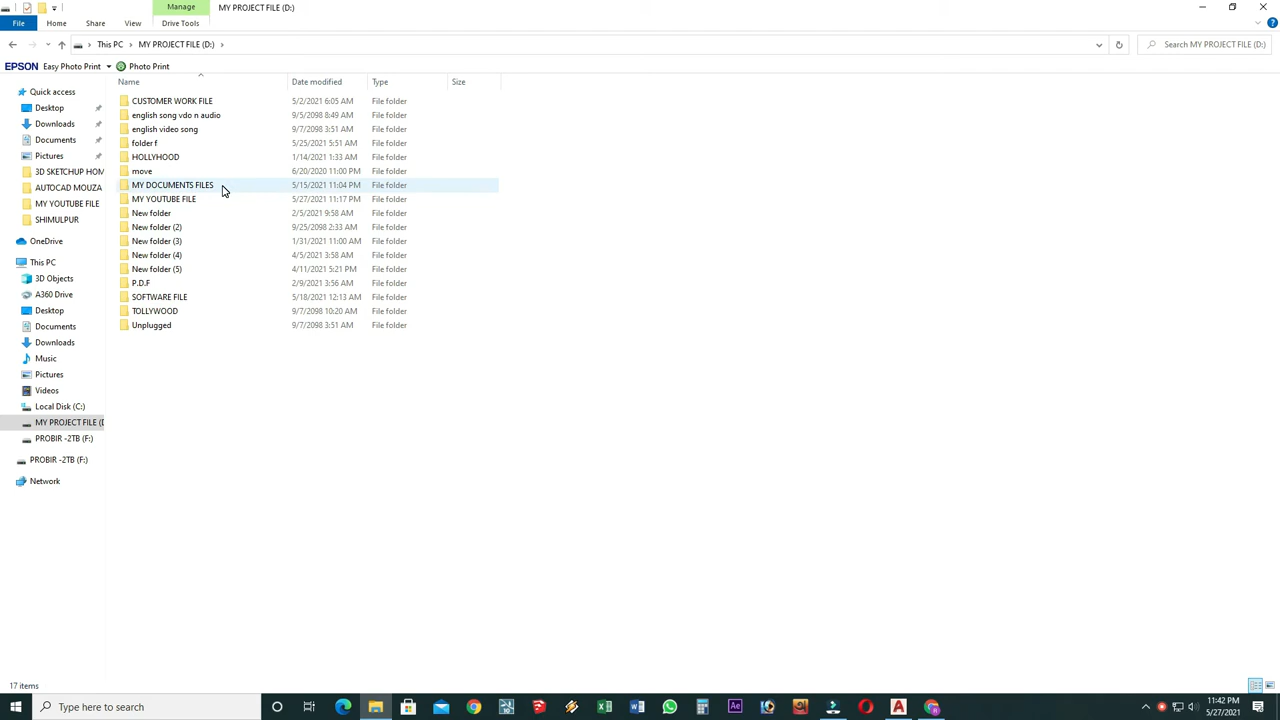 Manage
MY PROJECT FILE (D:)
File Home Share View Drive Tools
This PC > MY PROJECT FILE (D:) >
Search MY PROJECT FILE (D:)
EPSON Easy Photo Print Photo Print
Name Date modified Type Size
Quick access
Desktop
Downloads
Documents
Pictures
3D SKETCHUP HOM
AUTOCAD MOUZA
MY YOUTUBE FILE
SHIMULPUR
OneDrive
This PC
3D Objects
A360 Drive
Desktop
Documents
Downloads
Music
Pictures
Videos
Local Disk (C:)
MY PROJECT FILE (D
PROBIR -2TB (F:)
PROBIR -2TB (F:)
Network
CUSTOMER WORK FILE 5/2/2021 6:05 AM File folder
english song vdo n audio 9/5/2098 8:49 AM File folder
english video song 9/7/2098 3:51 AM File folder
folder f 5/25/2021 5:51 AM File folder
HOLLYHOOD 1/14/2021 1:33 AM File folder
move 6/20/2020 11:00 PM File folder
MY DOCUMENTS FILES 5/15/2021 11:04 PM File folder
MY YOUTUBE FILE 5/27/2021 11:17 PM File folder
New folder 2/5/2021 9:58 AM File folder
New folder (2) 9/25/2098 2:33 AM File folder
New folder (3) 1/31/2021 11:00 AM File folder
New folder (4) 4/5/2021 3:58 AM File folder
New folder (5) 4/11/2021 5:21 PM File folder
P.D.F 2/9/2021 3:56 AM File folder
SOFTWARE FILE 5/18/2021 12:13 AM File folder
TOLLYWOOD 9/7/2098 10:20 AM File folder
Unplugged 9/7/2098 3:51 AM File folder
17 items
Type here to search
11:42 PM
5/27/2021